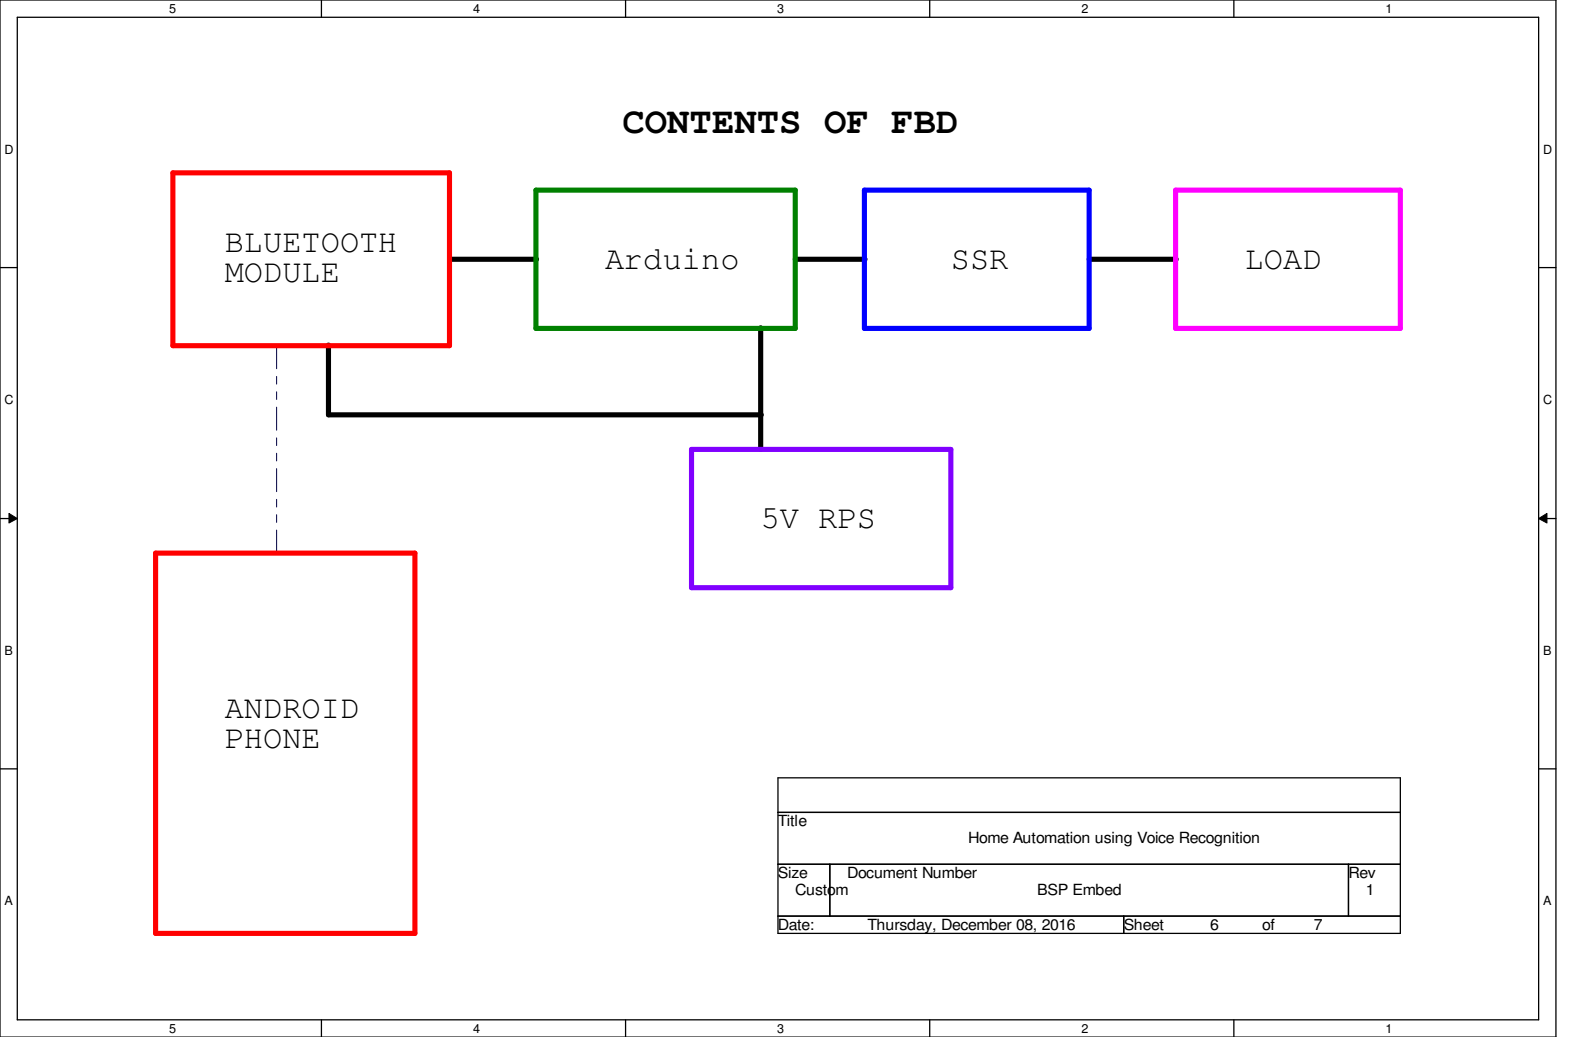 5 4 3 2 1
CONTENTS OF FBD
D D
BLUETOOTH
MODULE
Arduino
SSR
LOAD
C C
5V RPS
B B
ANDROID
PHONE
Title
Home Automation using Voice Recognition
Size Document Number Rev
Custom BSP Embed 1
A A
Date: Thursday, December 08, 2016 Sheet 6 of 7
5 4 3 2 1